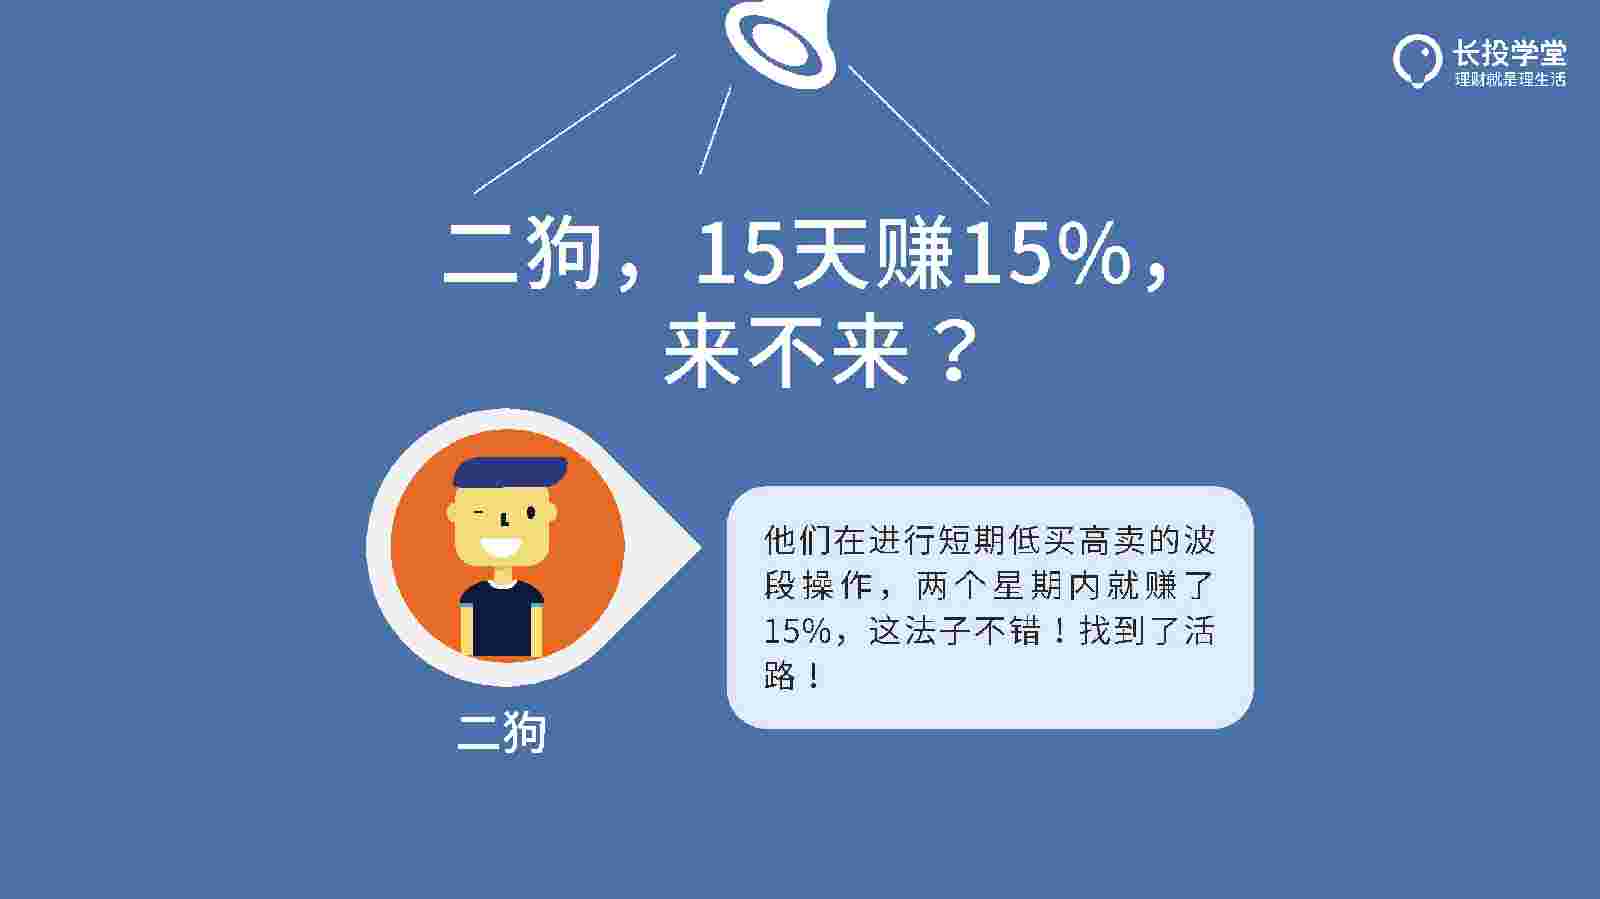 长投学堂
理财就是理生活
二狗，15天赚15%，
来不来？
他们在进行短期低买高卖的波
段操作，两个星期内就赚了
15%，这法子不错！找到了活
路！
二狗